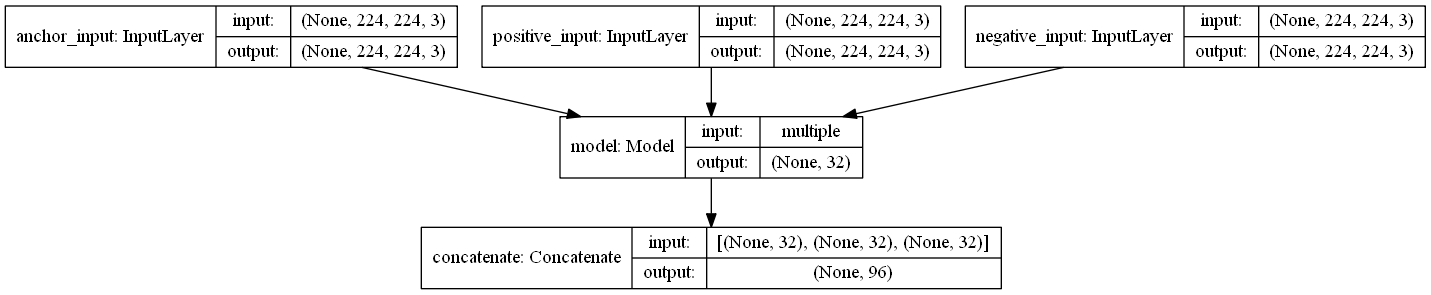 anchor_input: InputLayer
input:
(None, 224, 224, 3)
output:
(None, 224, 224, 3)
positive_input: InputLayer
input:
(None, 224, 224, 3)
output:
(None, 224, 224, 3)
negative_input: InputLayer
input:
(None, 224, 224, 3)
output:
(None, 224, 224, 3)
model: Model
input:
multiple
output:
(None, 32)
concatenate: Concatenate
input:
[(None, 32), (None, 32), (None, 32)]
output:
(None, 96)